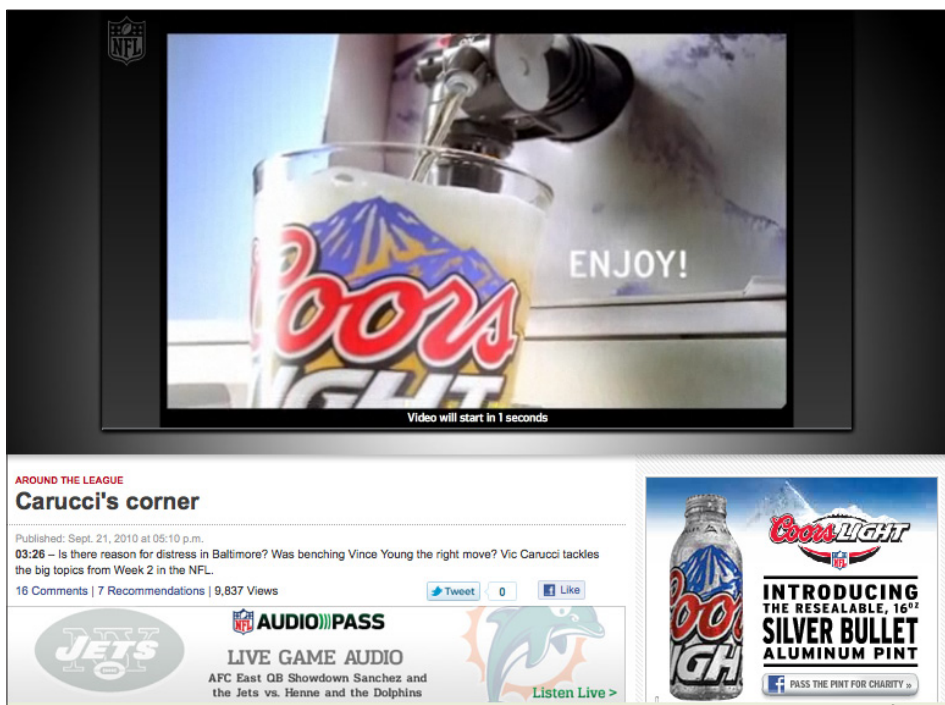 NFL
Coors
LIGHT
ENJOY!
Video will start in 1 seconds
AROUND THE LEAGUE
Carucci's corner
Published: Sept. 21, 2010 at 05:10 p.m.
03:26 – Is there reason for distress in Baltimore? Was benching Vince Young the right move? Vic Carucci tackles
the big topics from Week 2 in the NFL.
16 Comments | 7 Recommendations | 9,837 Views
Tweet 0 Like
NY
JETS
NFL AUDIO PASS
LIVE GAME AUDIO
AFC East QB Showdown Sanchez and
the Jets vs. Henne and the Dolphins
Listen Live >
Coors
LIGHT
Coors LIGHT
NFL
INTRODUCING
THE RESEALABLE, 16oz
SILVER BULLET
ALUMINUM PINT
PASS THE PINT FOR CHARITY »